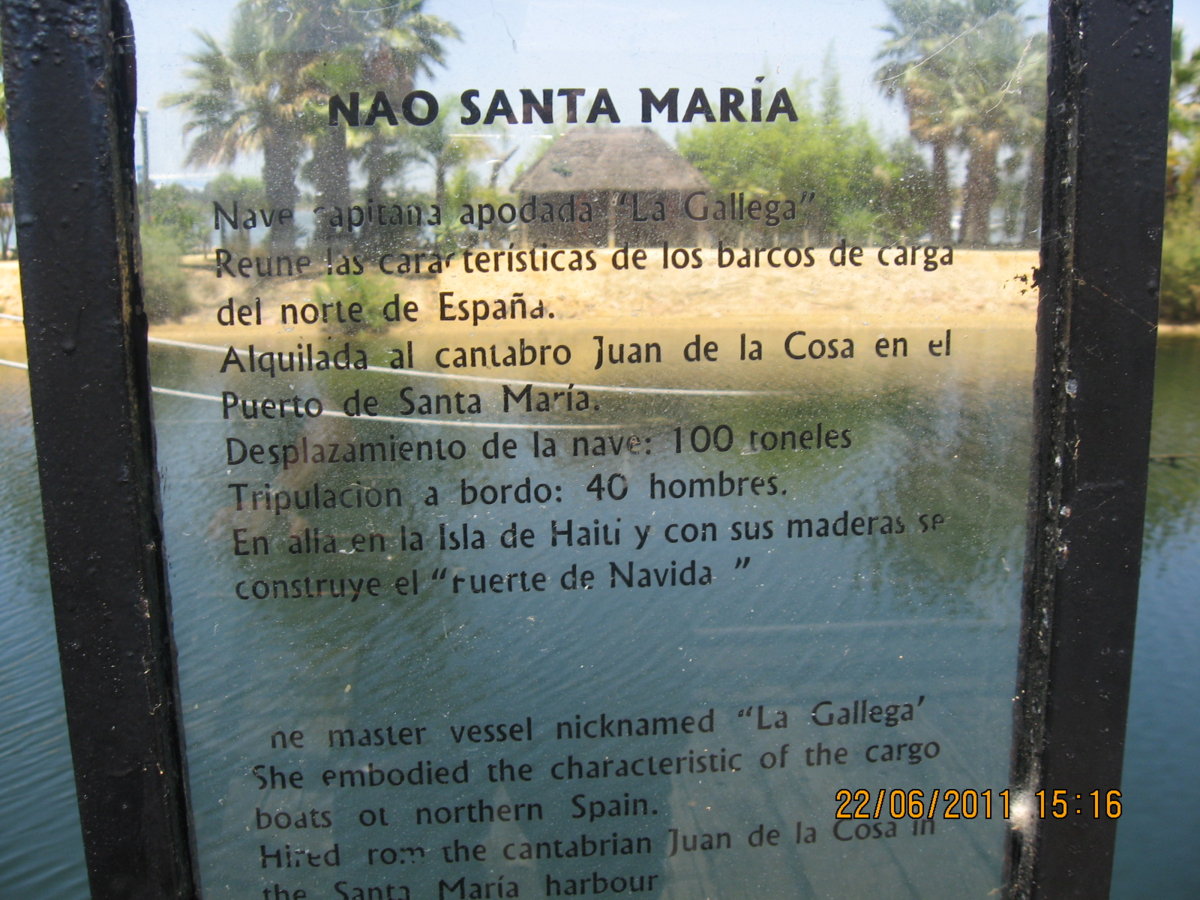 NAO SANTA MARÍA
Nave capitana apodada "La Gallega"
Reune las características de los barcos de carga
del norte de España.
Alquilada al cantabro Juan de la Cosa en el
Puerto de Santa María.
Desplazamiento de la nave: 100 toneles
Tripulacion a bordo: 40 hombres.
En alla en la Isla de Haiti y con sus maderas se
construye el "Fuerte de Navida "
ne master vessel nicknamed "La Gallega'
She embodied the characteristic of the cargo
boats of northern Spain.
Hired rom the cantabrian Juan de la Cosa in
the Santa María harbour
22/06/2011 15:16